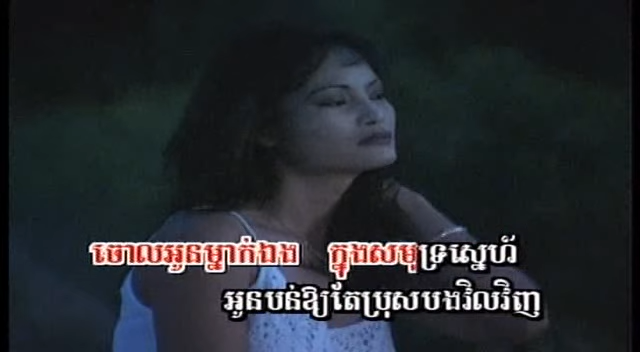 ចោលអូនម្នាក់ឯង ក្នុងសមុទ្រស្នេហ៍
អូនបន់ឱ្យតែប្រុសបងវិលវិញ